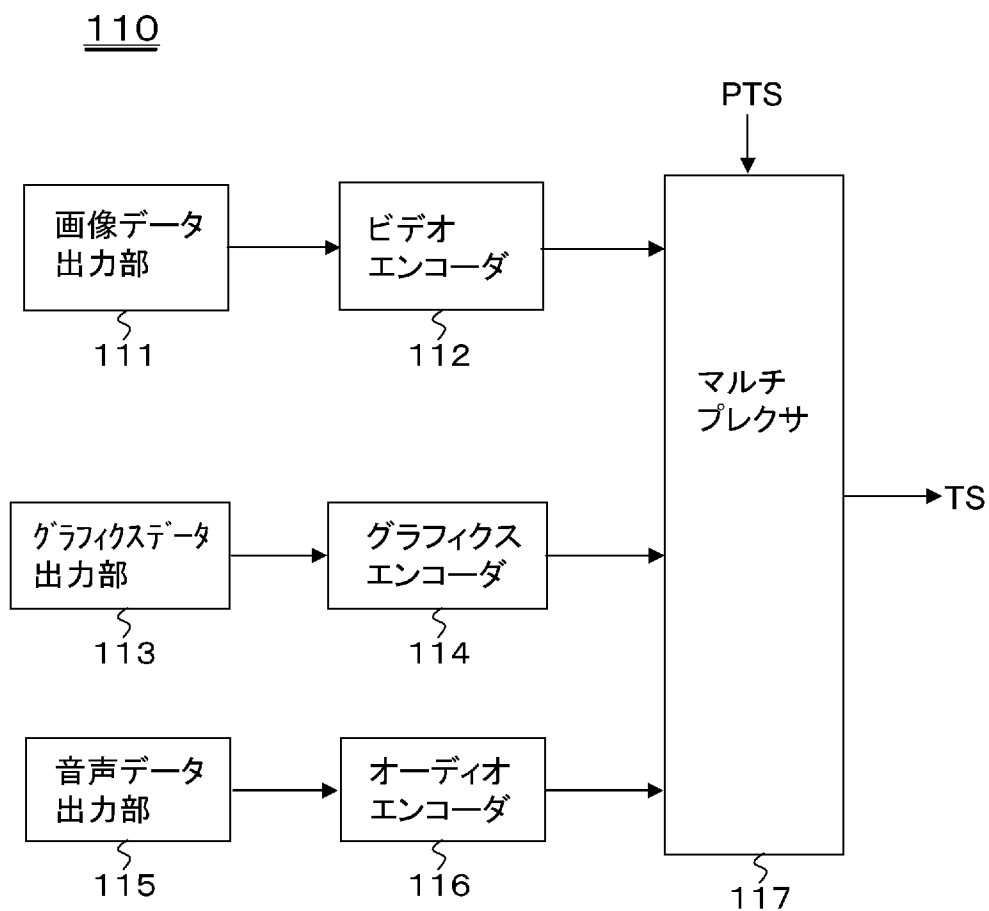 110
PTS
画像データ
出力部
111
ビデオ
エンコーダ
112
マルチ
プレクサ
TS
ｸﾞﾗﾌｨｸｽﾃﾞｰﾀ
出力部
113
グラフィクス
エンコーダ
114
音声データ
出力部
115
オーディオ
エンコーダ
116
117